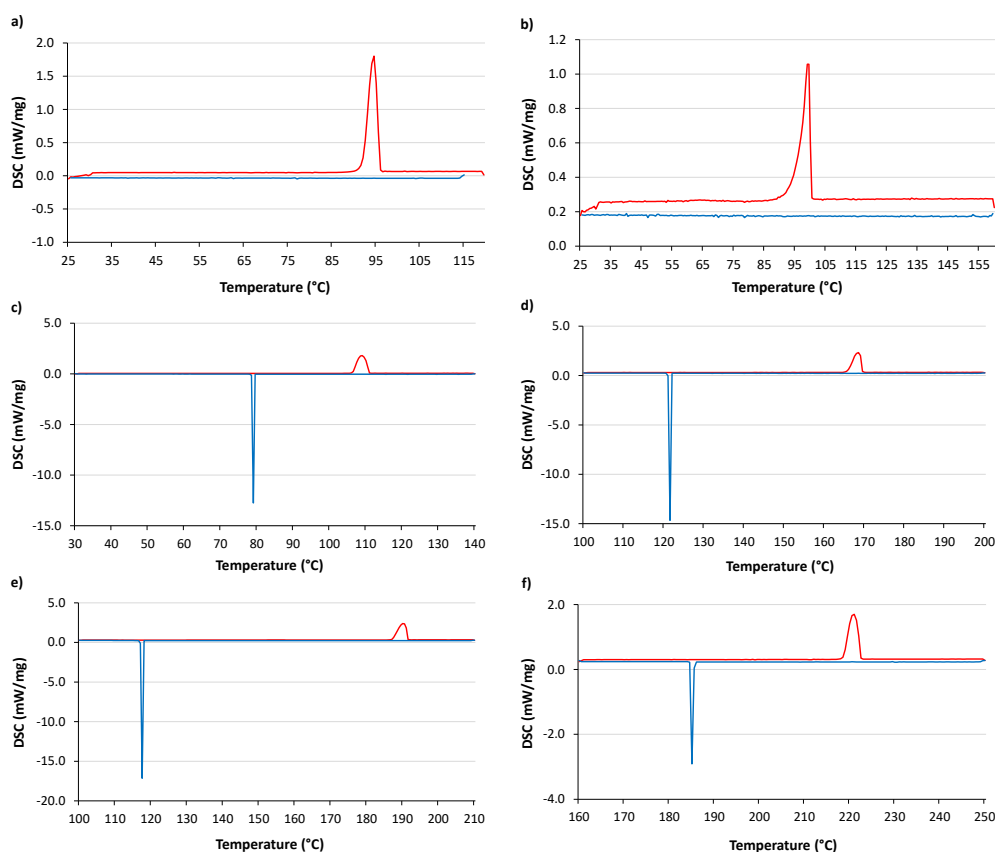 a)
2.0
1.5
1.0
0.5
0.0
-0.5
-1.0
DSC (mW/mg)
25 35 45 55 65 75 85 95 105 115
Temperature (°C)
b)
1.2
1.0
0.8
0.6
0.4
0.2
0.0
DSC (mW/mg)
25 35 45 55 65 75 85 95 105 115 125 135 145 155
Temperature (°C)
c)
5.0
0.0
-5.0
-10.0
-15.0
DSC (mW/mg)
30 40 50 60 70 80 90 100 110 120 130 140
Temperature (°C)
d)
5.0
0.0
-5.0
-10.0
-15.0
DSC (mW/mg)
100 110 120 130 140 150 160 170 180 190 200
Temperature (°C)
e)
5.0
0.0
-5.0
-10.0
-15.0
-20.0
DSC (mW/mg)
100 110 120 130 140 150 160 170 180 190 200 210
Temperature (°C)
f)
2.0
0.0
-2.0
-4.0
DSC (mW/mg)
160 170 180 190 200 210 220 230 240 250
Temperature (°C)